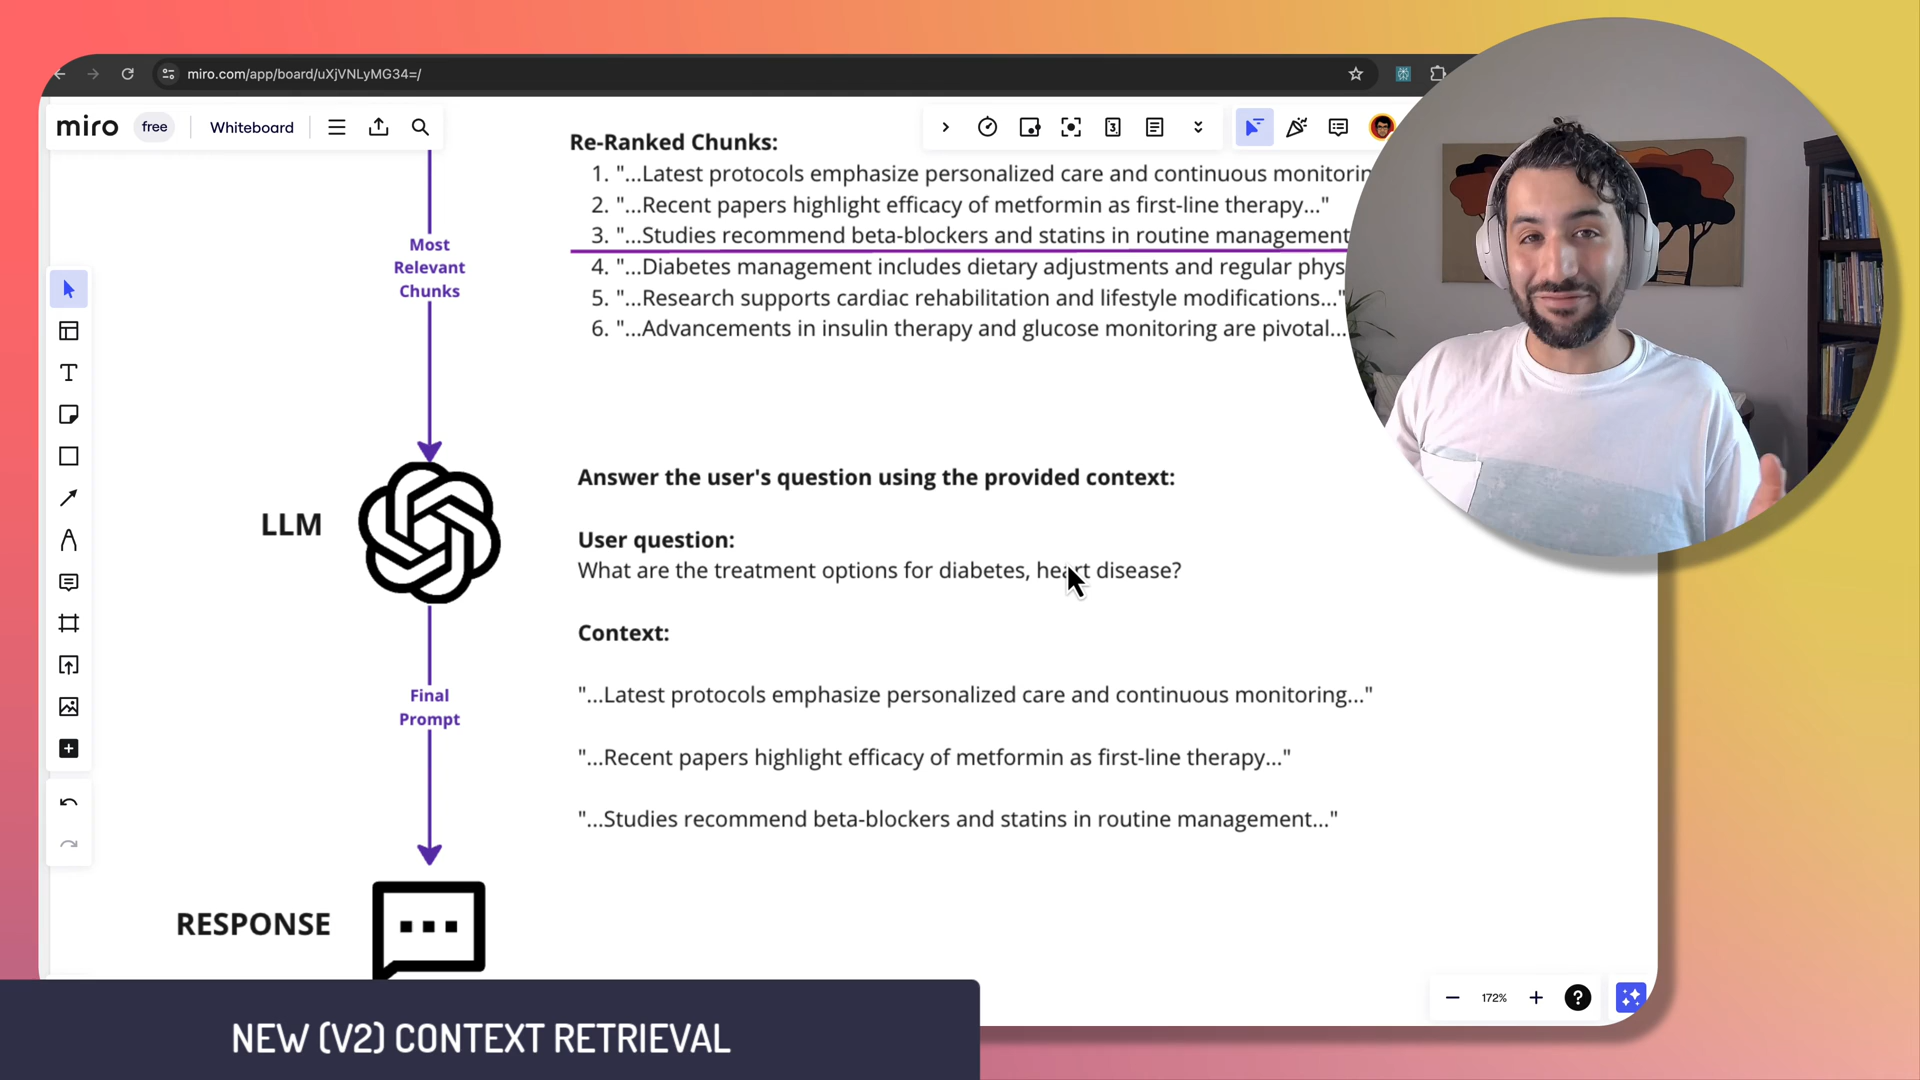 miro.com/app/board/uXjVNLyMG34=/
miro free Whiteboard
3
Re-Ranked Chunks:
1. "...Latest protocols emphasize personalized care and continuous
2. "...Recent papers highlight efficacy of metformin as first-line therapy..."
3. "...Studies recommend beta-blockers and statins in routine management
4. "...Diabetes management includes dietary adjustments and regular
5. "...Research supports cardiac rehabilitation and lifestyle modifications..."
6. "...Advancements in insulin therapy and glucose monitoring are pivotal...
Most
Relevant
Chunks
LLM
Answer the user's question using the provided context:
User question:
What are the treatment options for diabetes, heart disease?
Context:
"...Latest protocols emphasize personalized care and continuous monitoring..."
"...Recent papers highlight efficacy of metformin as first-line therapy..."
"...Studies recommend beta-blockers and statins in routine management..."
Final
Prompt
RESPONSE
172%
NEW (V2) CONTEXT RETRIEVAL